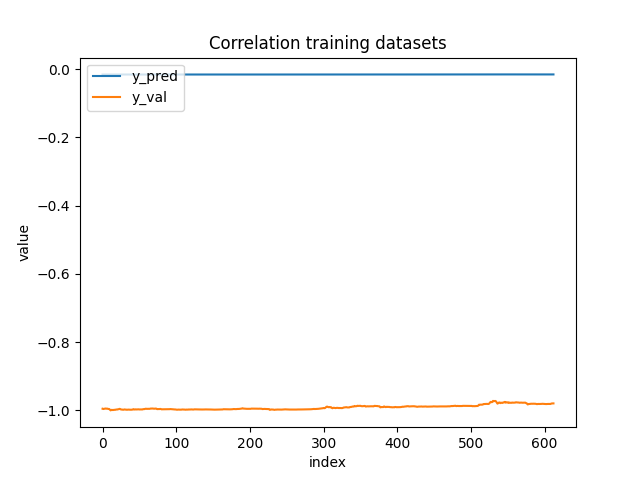 Correlation training datasets
y_pred
y_val
value
0.0
−0.2
−0.4
−0.6
−0.8
−1.0
0 100 200 300 400 500 600
index